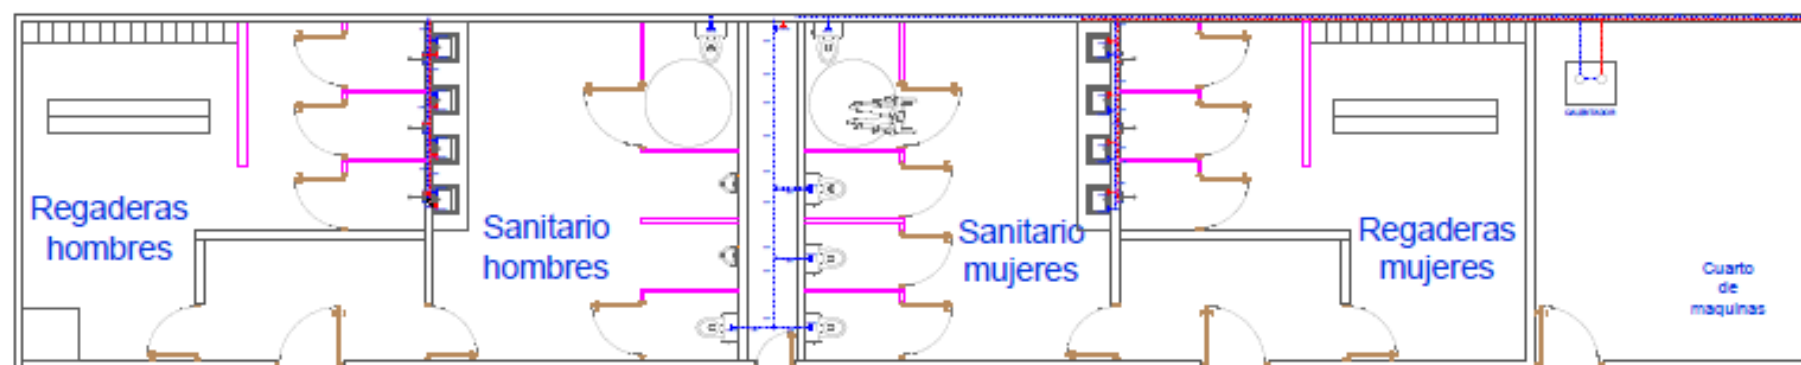 Regaderas
hombres
Sanitario
hombres
Sanitario
mujeres
Regaderas
mujeres
Cuarto
de
maquinas